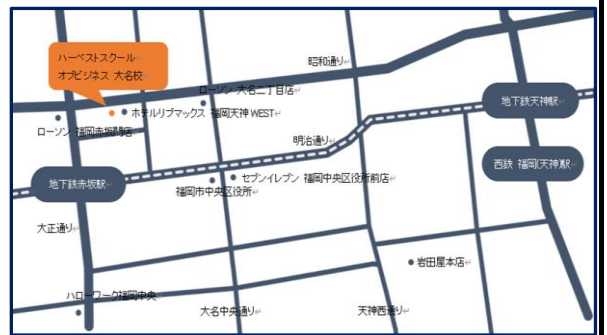 ハーベストスクール
オブビジネス 大名校
昭和通り
ローソン 大名二丁目店
ホテルリブマックス 福岡天神 WEST
ローソン 福岡赤坂門店
地下鉄天神駅
明治通り
西鉄 福岡(天神)駅
地下鉄赤坂駅
セブンイレブン 福岡中央区役所前店
福岡市中央区役所
大正通り
岩田屋本店
ハローワーク福岡中央
大名中央通り
天神西通り